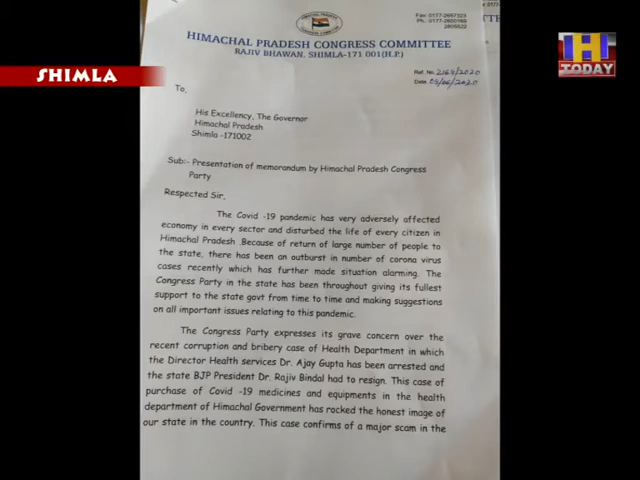 Fax: 0177-2657323
HIMACHAL PRADESH CONGRESS COMMITTEE
RAJIV BHAWAN, SHIMLA-171 001(H.P.)
Ref. No. 2164/2020
Date
SHIMLA
H
TODAY
To,
His Excellency, The Governor
Himachal Pradesh
Shimla -171002
Sub:- Presentation of memorandum by Himachal Pradesh Congress
Party
Respected Sir,
The Covid -19 pandemic has very adversely affected
economy in every sector and disturbed the life of every citizen in
Himachal Pradesh .Because of return of large number of people to
the state, there has been an outburst in number of corona virus
cases recently which has further made situation alarming. The
Congress Party in the state has been throughout giving its fullest
support to the state govt from time to time and making suggestions
on all important issues relating to this pandemic.
The Congress Party expresses its grave concern over the
recent corruption and bribery case of Health Department in which
the Director Health services Dr. Ajay Gupta has been arrested and
the state BJP President Dr. Rajiv Bindal had to resign. This case of
purchase of Covid -19 medicines and equipments in the health
department of Himachal Government has rocked the honest image of
our state in the country. This case confirms of a major scam in the